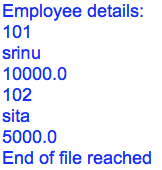 Employee details:
101
srinu
10000.0
102
sita
5000.0
End of file reached